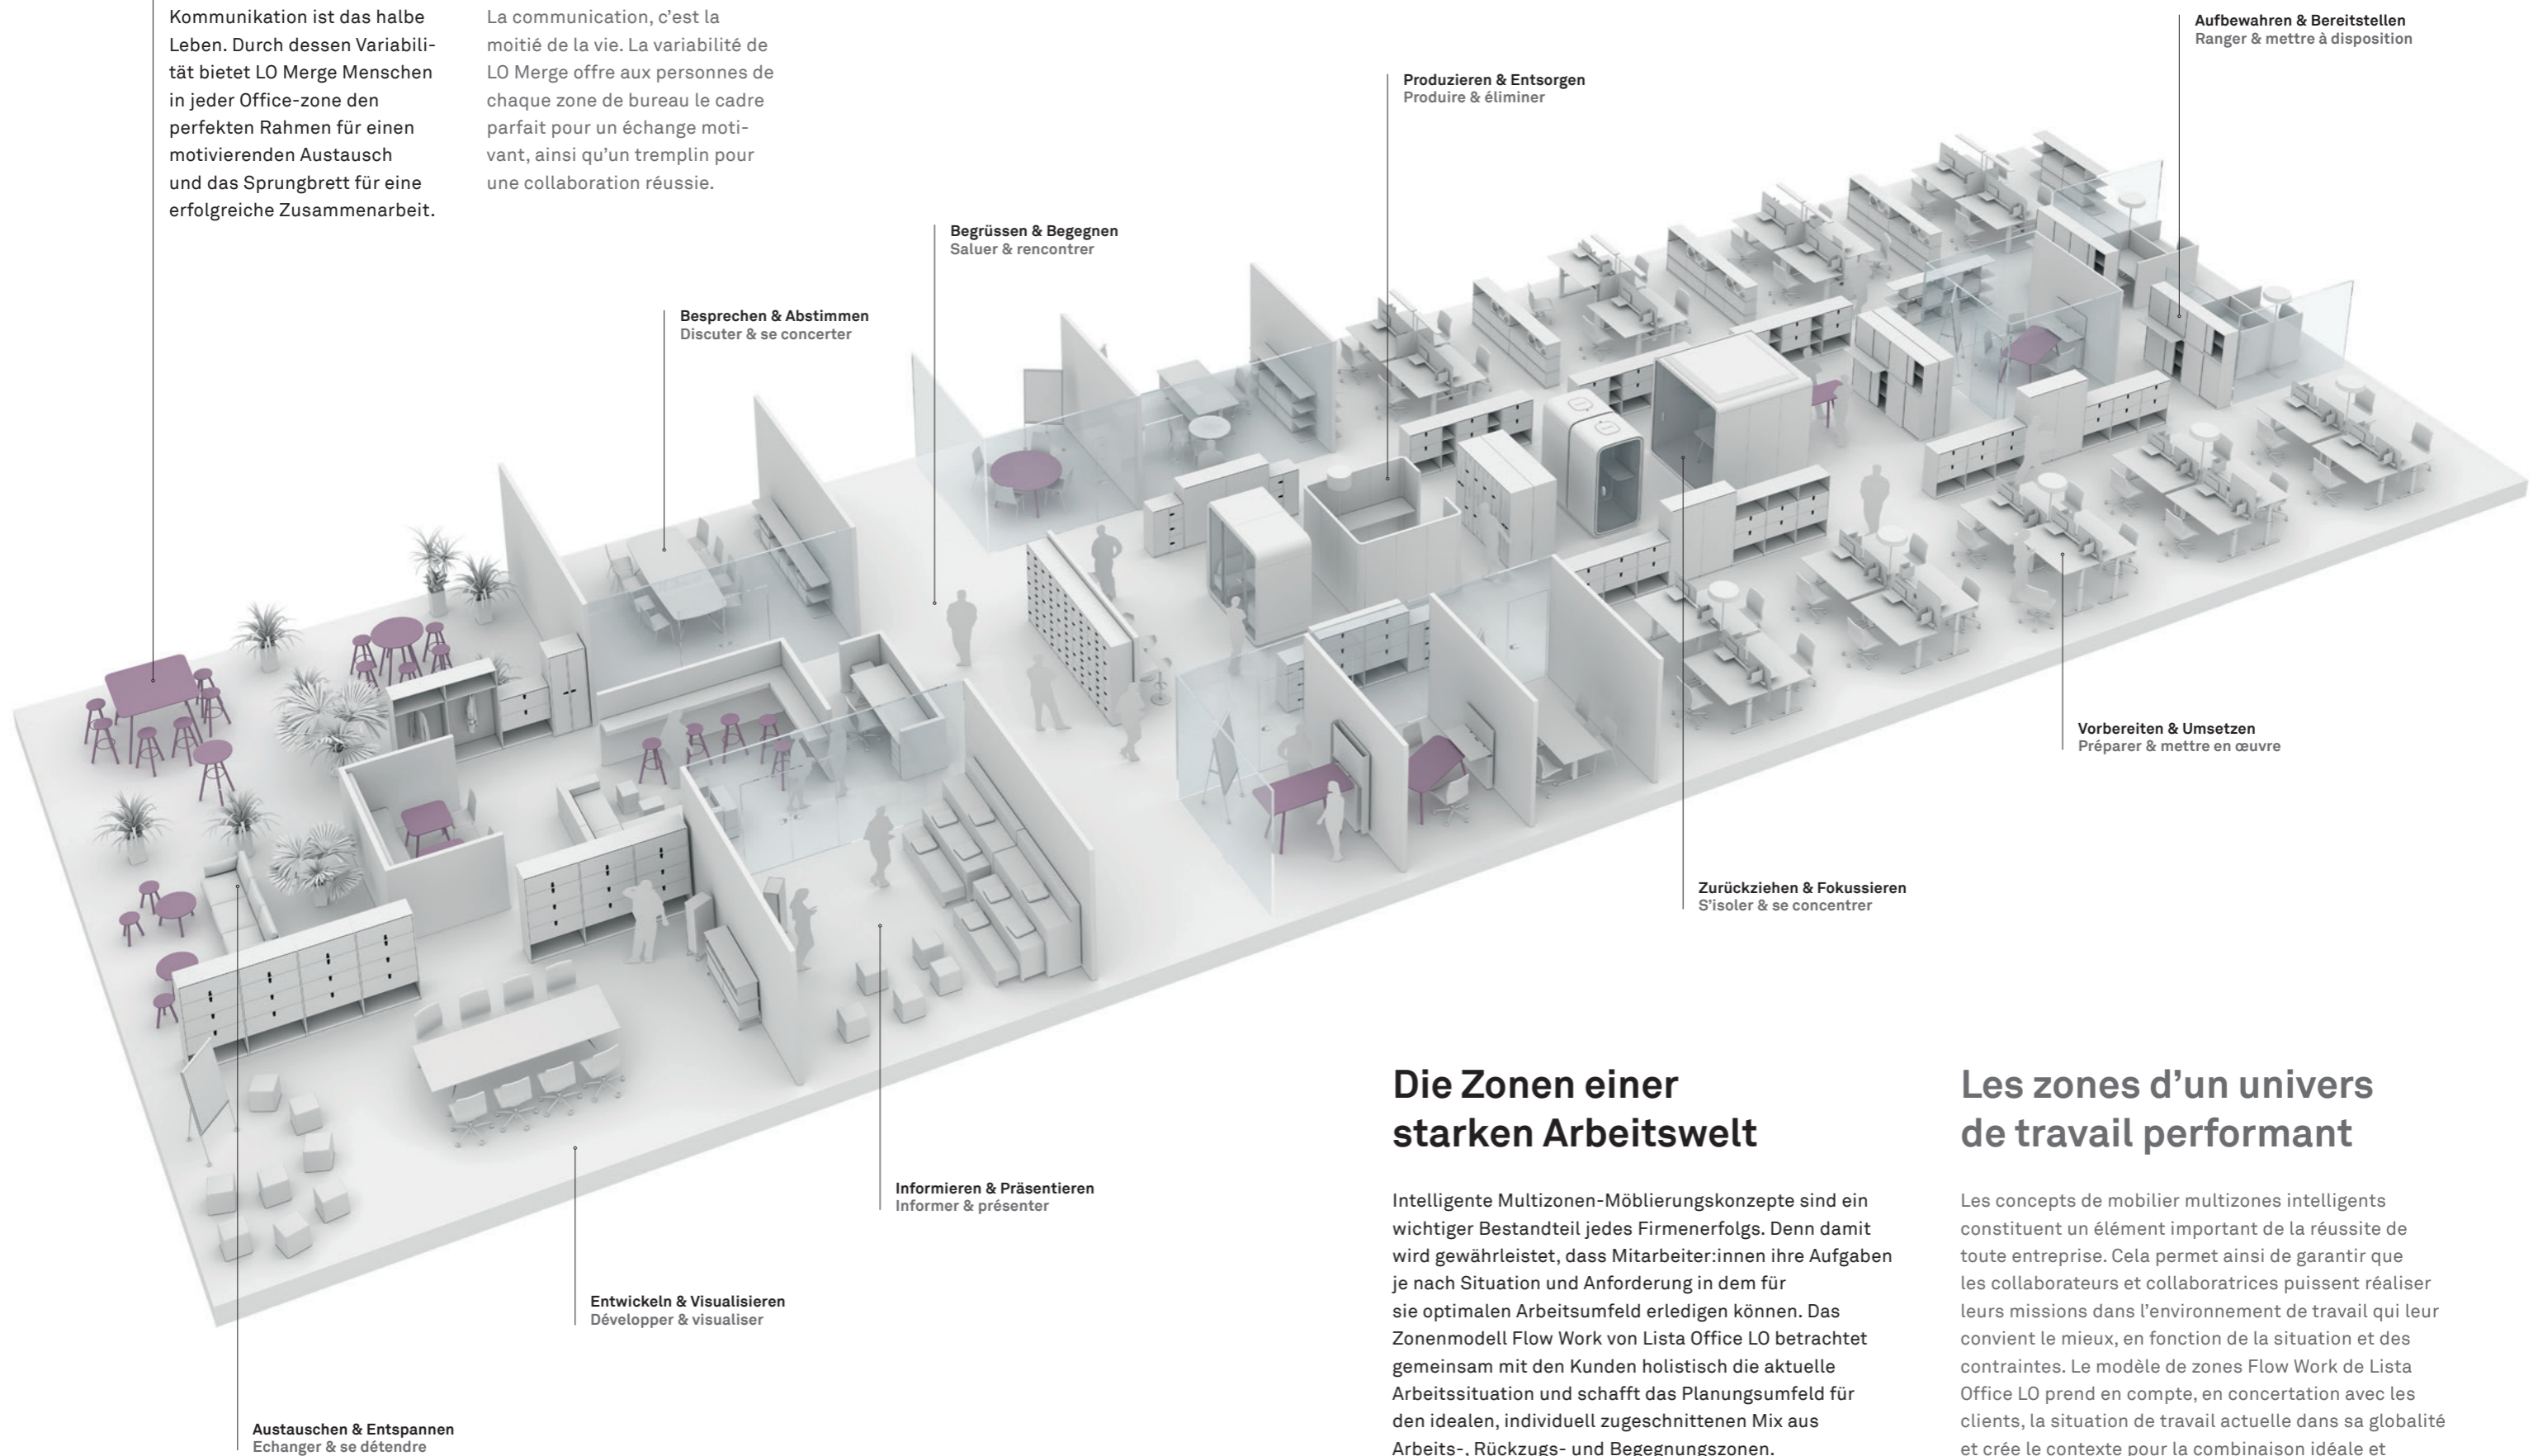 Kommunikation ist das halbe
Leben. Durch dessen Variabili-
tät bietet LO Merge Menschen
in jeder Office-zone den
perfekten Rahmen für einen
motivierenden Austausch
und das Sprungbrett für eine
erfolgreiche Zusammenarbeit.
La communication, c'est la
moitié de la vie. La variabilité de
LO Merge offre aux personnes de
chaque zone de bureau le cadre
parfait pour un échange moti-
vant, ainsi qu'un tremplin pour
une collaboration réussie.
Aufbewahren & Bereitstellen
Ranger & mettre à disposition
Produzieren & Entsorgen
Produire & éliminer
Begrüssen & Begegnen
Saluer & rencontrer
Besprechen & Abstimmen
Discuter & se concerter
Vorbereiten & Umsetzen
Préparer & mettre en œuvre
Zurückziehen & Fokussieren
S'isoler & se concentrer
Informieren & Präsentieren
Informer & présenter
Entwickeln & Visualisieren
Développer & visualiser
Austauschen & Entspannen
Echanger & se détendre
Die Zonen einer
starken Arbeitswelt
Intelligente Multizonen-Möblierungskonzepte sind ein
wichtiger Bestandteil jedes Firmenerfolgs. Denn damit
wird gewährleistet, dass Mitarbeiter:innen ihre Aufgaben
je nach Situation und Anforderung in dem für
sie optimalen Arbeitsumfeld erledigen können. Das
Zonenmodell Flow Work von Lista Office LO betrachtet
gemeinsam mit den Kunden holistisch die aktuelle
Arbeitssituation und schafft das Planungsumfeld für
den idealen, individuell zugeschnittenen Mix aus
Arbeits-, Rückzugs- und Begegnungszonen.
Les zones d'un univers
de travail performant
Les concepts de mobilier multizones intelligents
constituent un élément important de la réussite de
toute entreprise. Cela permet ainsi de garantir que
les collaborateurs et collaboratrices puissent réaliser
leurs missions dans l'environnement de travail qui leur
convient le mieux, en fonction de la situation et des
contraintes. Le modèle de zones Flow Work de Lista
Office LO prend en compte, en concertation avec les
clients, la situation de travail actuelle dans sa globalité
et crée le contexte pour la combinaison idéale et